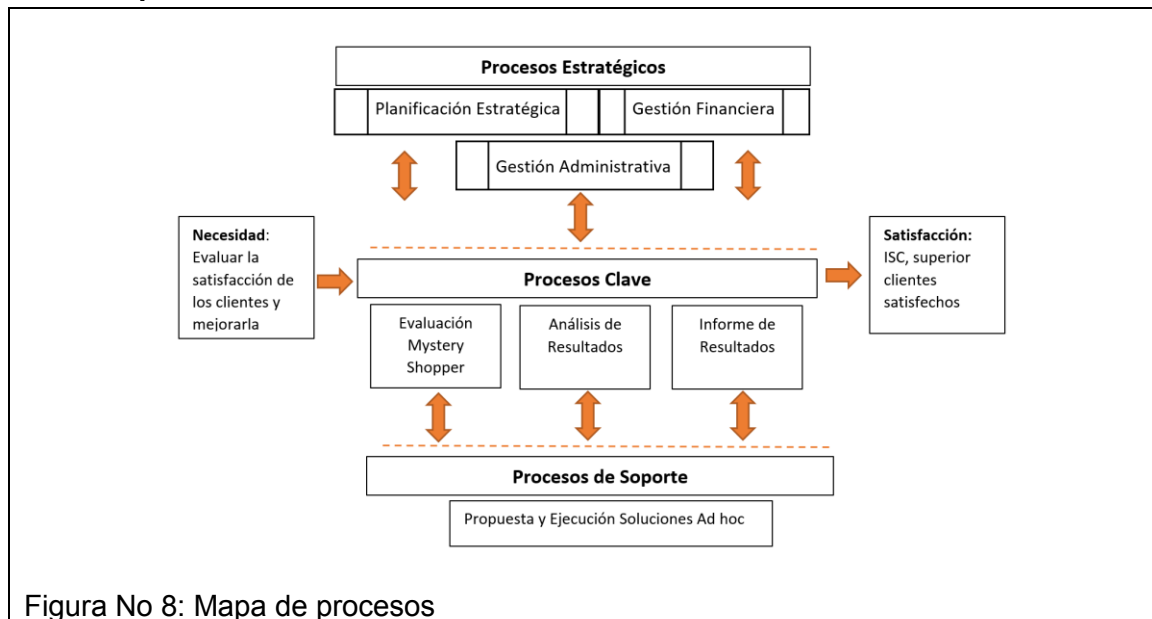 Procesos Estratégicos
Planificación Estratégica
Gestión Financiera
Gestión Administrativa
Necesidad:
Evaluar la
satisfacción de
los clientes y
mejorarla
Procesos Clave
Evaluación
Mystery
Shopper
Análisis de
Resultados
Informe de
Resultados
Satisfacción:
ISC, superior
clientes
satisfechos
Procesos de Soporte
Propuesta y Ejecución Soluciones Ad hoc
Figura No 8: Mapa de procesos